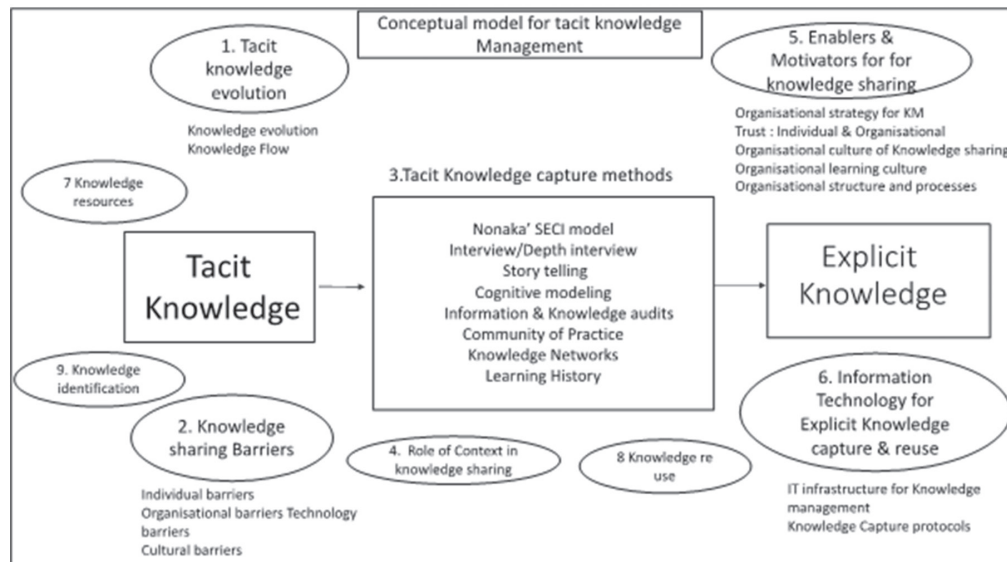 Conceptual model for tacit knowledge
Management
1. Tacit
knowledge
evolution
Knowledge evolution
Knowledge Flow
5. Enablers &
Motivators for for
knowledge sharing
Organisational strategy for KM
Trust : Individual & Organisational
Organisational culture of Knowledge sharing
Organisational learning culture
Organisational structure and processes
7 Knowledge
resources
3.Tacit Knowledge capture methods
Tacit
Knowledge
Nonaka' SECI model
Interview/Depth interview
Story telling
Cognitive modeling
Information & Knowledge audits
Community of Practice
Knowledge Networks
Learning History
Explicit
Knowledge
9. Knowledge
identification
2. Knowledge
sharing Barriers
Individual barriers
Organisational barriers Technology
barriers
Cultural barriers
4. Role of Context in
knowledge sharing
8 Knowledge re
use
6. Information
Technology for
Explicit Knowledge
capture & reuse
IT infrastructure for Knowledge
management
Knowledge Capture protocols